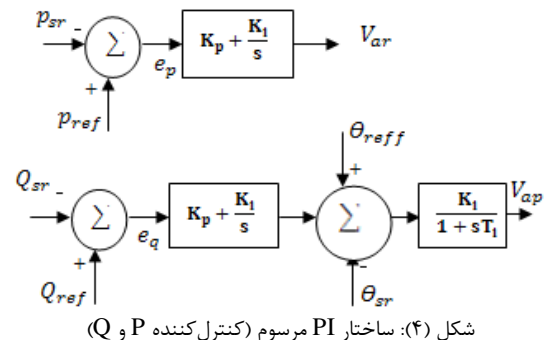 p_sr - Σ e_p K_p + K_1/s V_ar
+
p_ref
θ_reff
+
Q_sr - Σ e_q K_p + K_1/s Σ K_1/(1 + sT_1) V_ap
+ -
Q_ref θ_sr
شکل (۴): ساختار PI مرسوم (کنترل‌کننده P و Q)